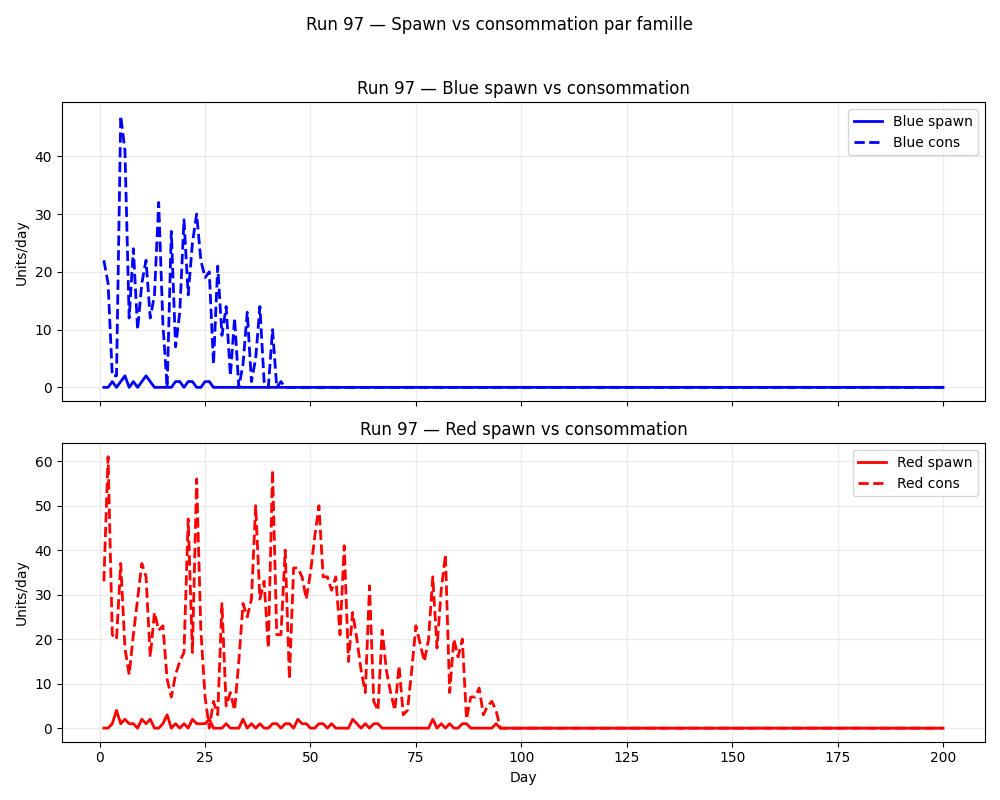 Run 97 — Spawn vs consommation par famille
Run 97 — Blue spawn vs consommation
Blue spawn
Blue cons
Units/day
40
30
20
10
0
Run 97 — Red spawn vs consommation
Red spawn
Red cons
Units/day
60
50
40
30
20
10
0
0 25 50 75 100 125 150 175 200
Day